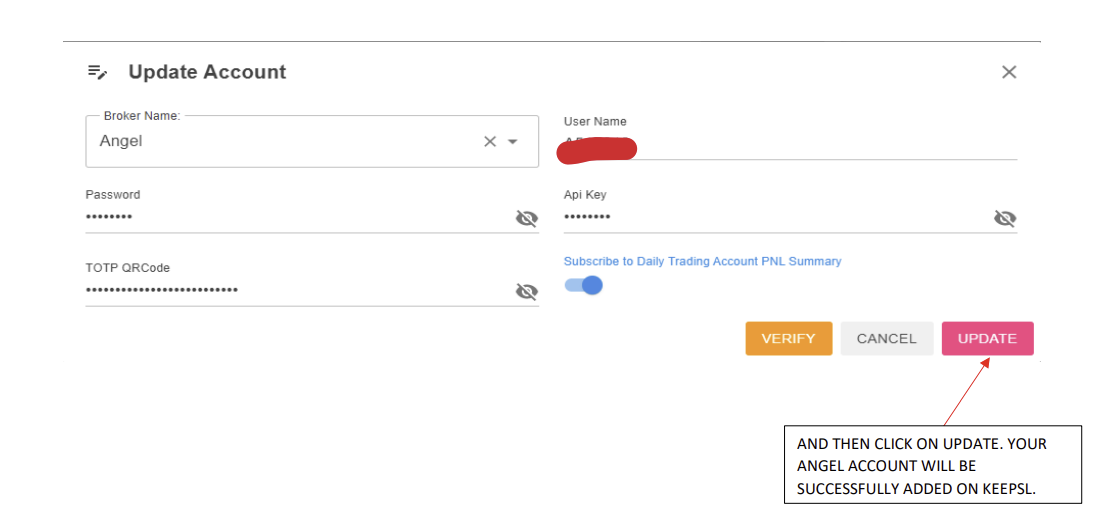 Update Account
Broker Name:
Angel
User Name
Password
Api Key
••••••••
••••••••
TOTP QRCode
Subscribe to Daily Trading Account PNL Summary
•••••••••••••••••••••••••
VERIFY CANCEL UPDATE
AND THEN CLICK ON UPDATE. YOUR
ANGEL ACCOUNT WILL BE
SUCCESSFULLY ADDED ON KEEPSL.